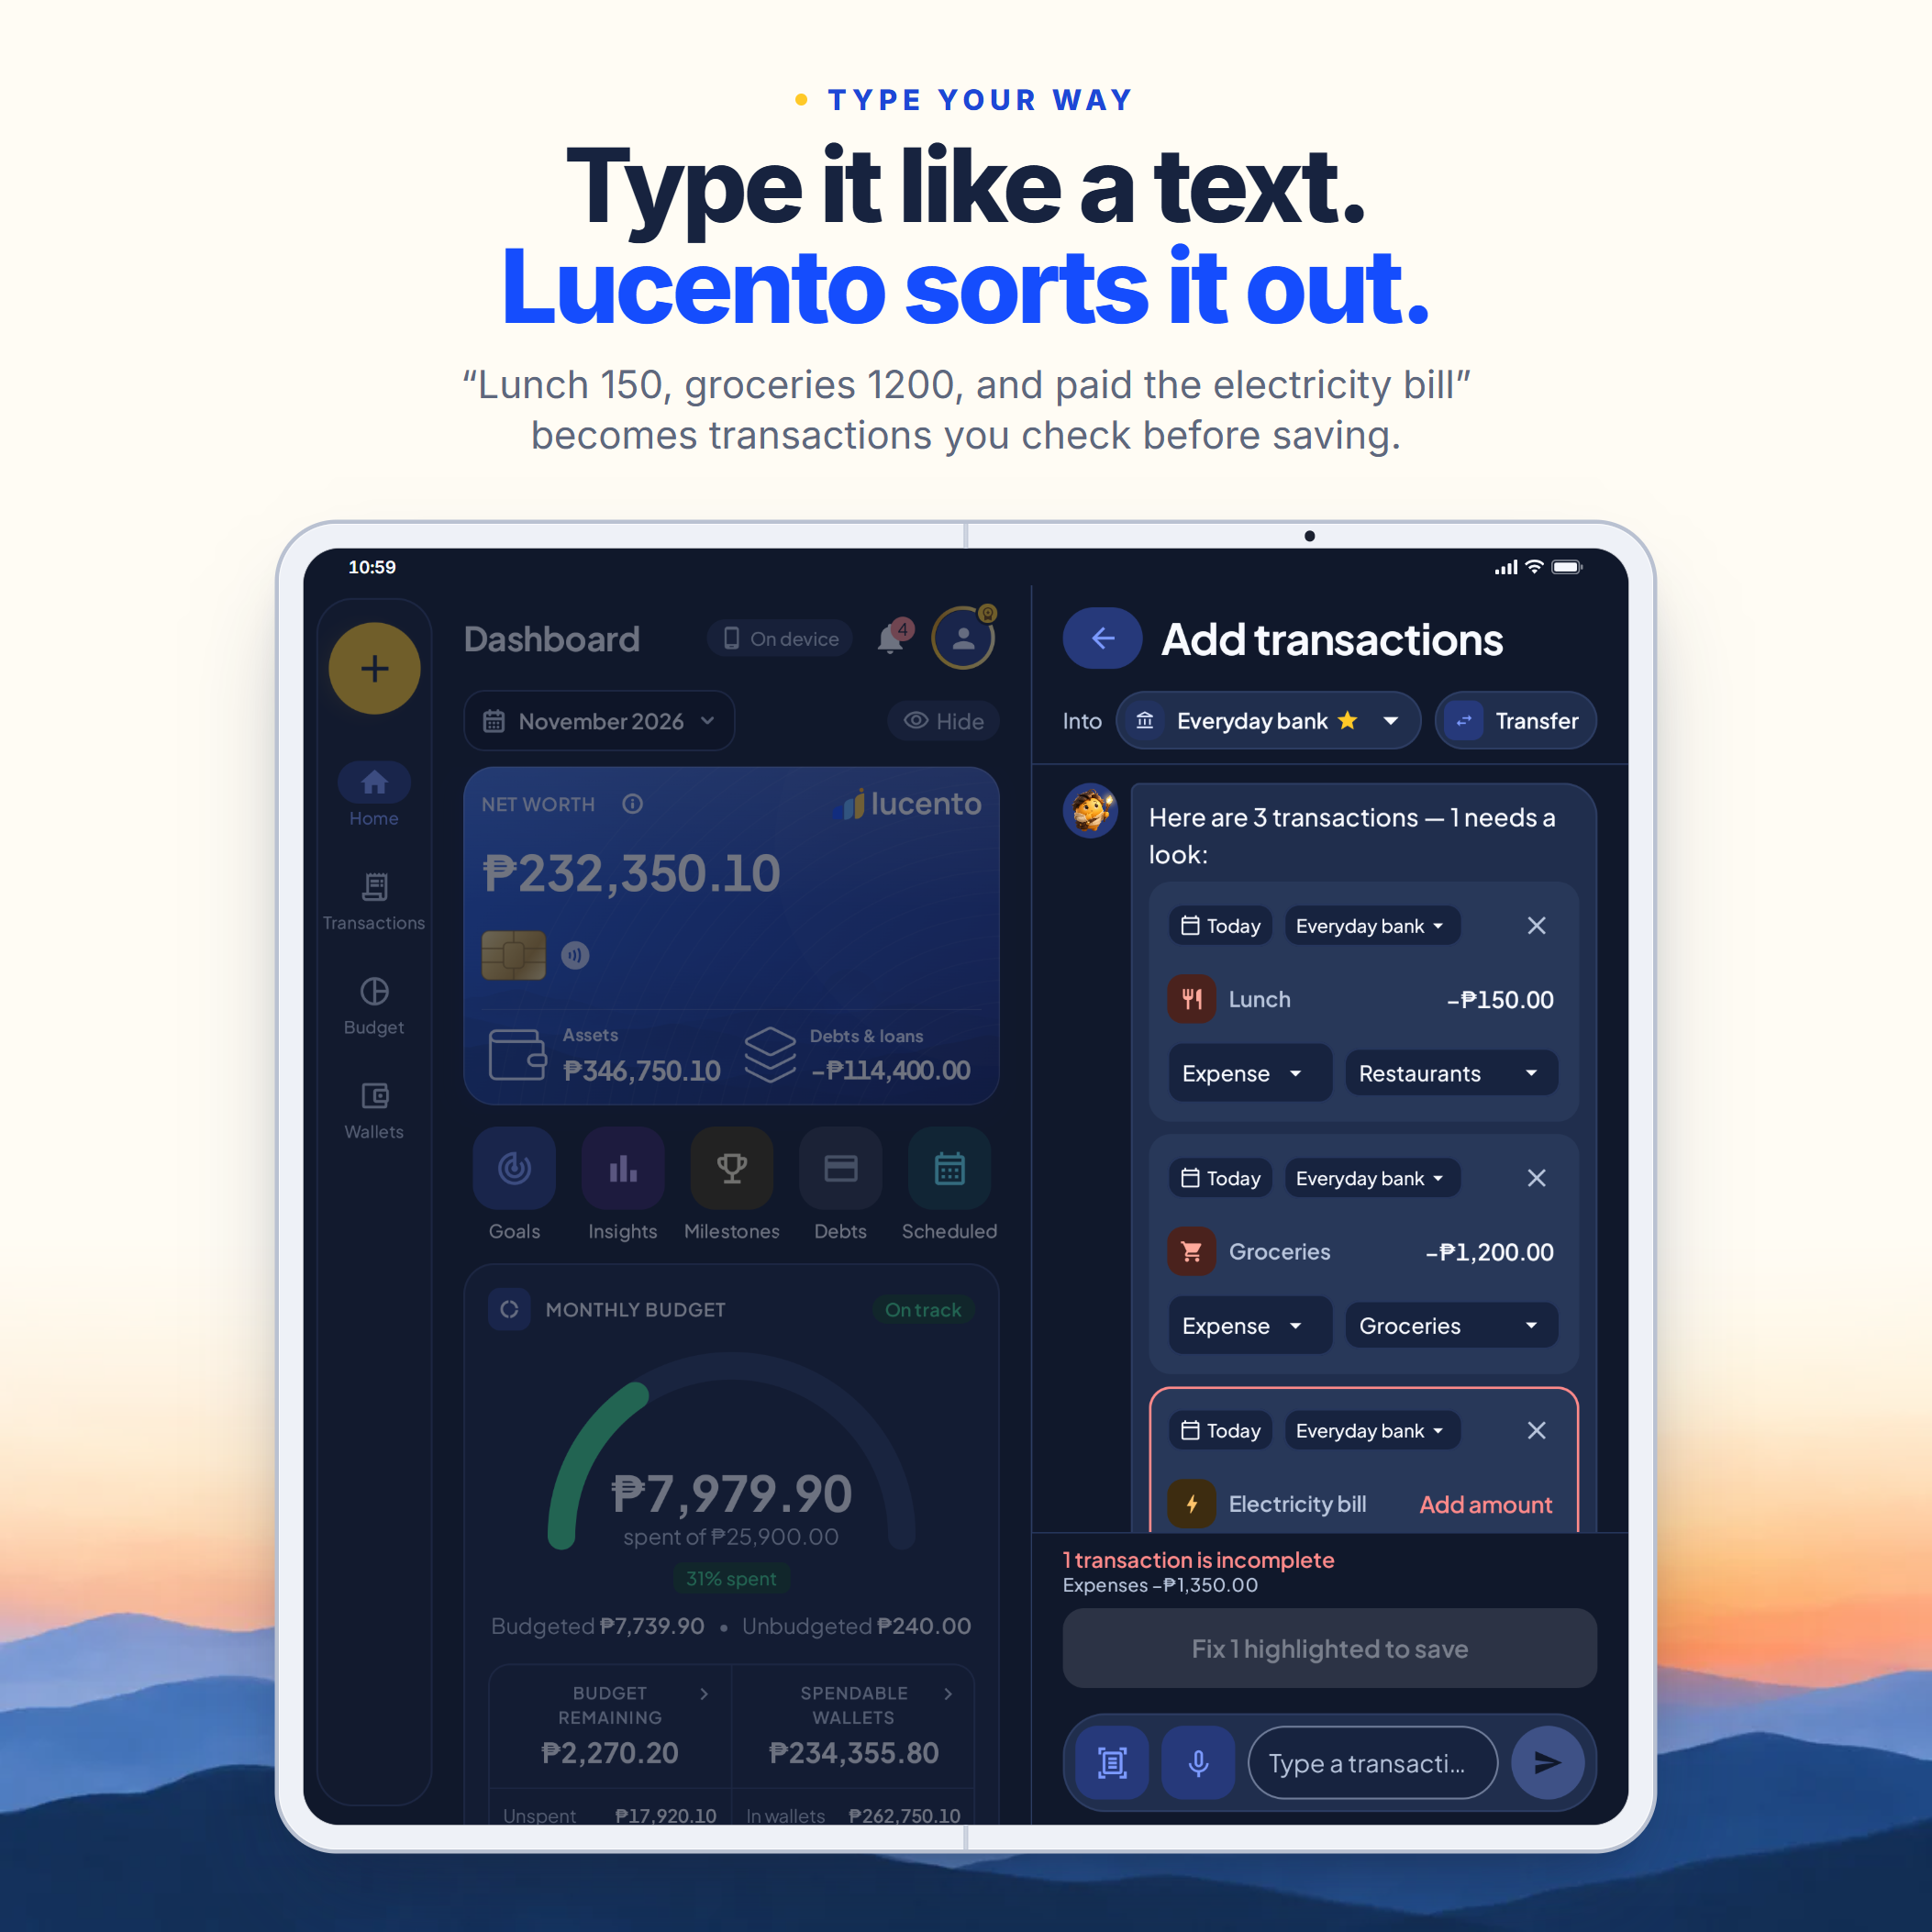 TYPE YOUR WAY
Type it like a text.
Lucento sorts it out.
“Lunch 150, groceries 1200, and paid the electricity bill”
becomes transactions you check before saving.
10:59
Dashboard
On device
4
November 2026
Hide
Home
Transactions
Budget
Wallets
NET WORTH
lucento
₱232,350.10
Assets
₱346,750.10
Debts & loans
-₱114,400.00
Goals
Insights
Milestones
Debts
Scheduled
MONTHLY BUDGET
On track
₱7,979.90
spent of ₱25,900.00
31% spent
Budgeted ₱7,739.90 • Unbudgeted ₱240.00
BUDGET
REMAINING
₱2,270.20
SPENDABLE
WALLETS
₱234,355.80
Unspent ₱17,920.10
In wallets ₱262,750.10
Add transactions
Into
Everyday bank
Transfer
Here are 3 transactions — 1 needs a
look:
Today
Everyday bank
Lunch
-₱150.00
Expense
Restaurants
Today
Everyday bank
Groceries
-₱1,200.00
Expense
Groceries
Today
Everyday bank
Electricity bill
Add amount
1 transaction is incomplete
Expenses -₱1,350.00
Fix 1 highlighted to save
Type a transacti...